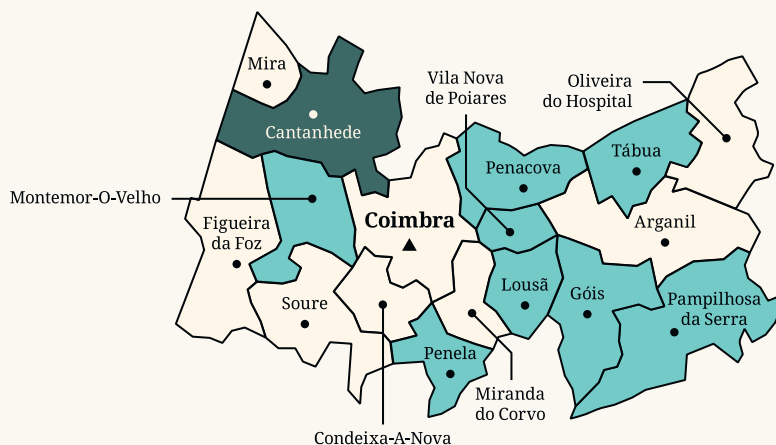 Mira
Vila Nova
de Poiares
Oliveira
do Hospital
Cantanhede
Tábua
Penacova
Montemor-O-Velho
Figueira
da Foz
Coimbra
Arganil
Soure
Lousã
Góis
Pampilhosa
da Serra
Penela
Miranda
do Corvo
Condeixa-A-Nova